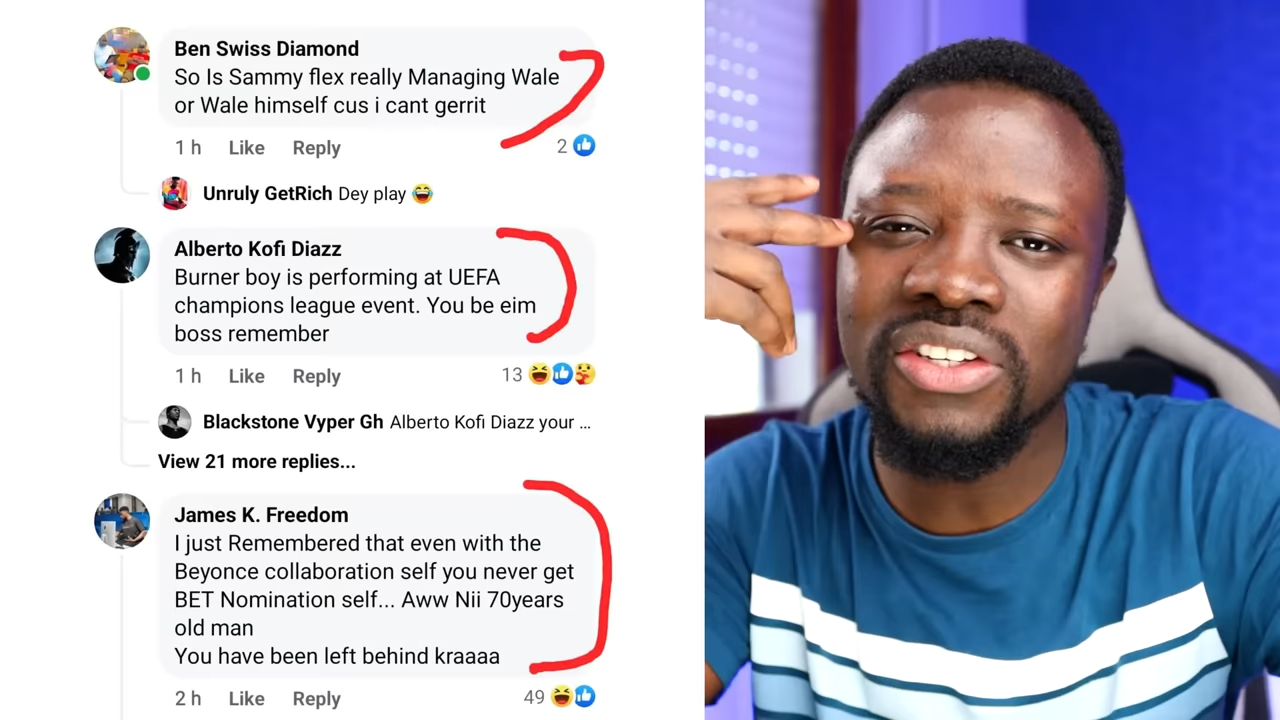 Ben Swiss Diamond
So Is Sammy flex really Managing Wale
or Wale himself cus i cant gerrit
1 h Like Reply 2
Unruly GetRich Dey play 😂
Alberto Kofi Diazz
Burner boy is performing at UEFA
champions league event. You be eim
boss remember
1 h Like Reply 13
Blackstone Vyper Gh Alberto Kofi Diazz your ...
View 21 more replies...
James K. Freedom
I just Remembered that even with the
Beyonce collaboration self you never get
BET Nomination self... Aww Nii 70years
old man
You have been left behind kraaaa
2 h Like Reply 49